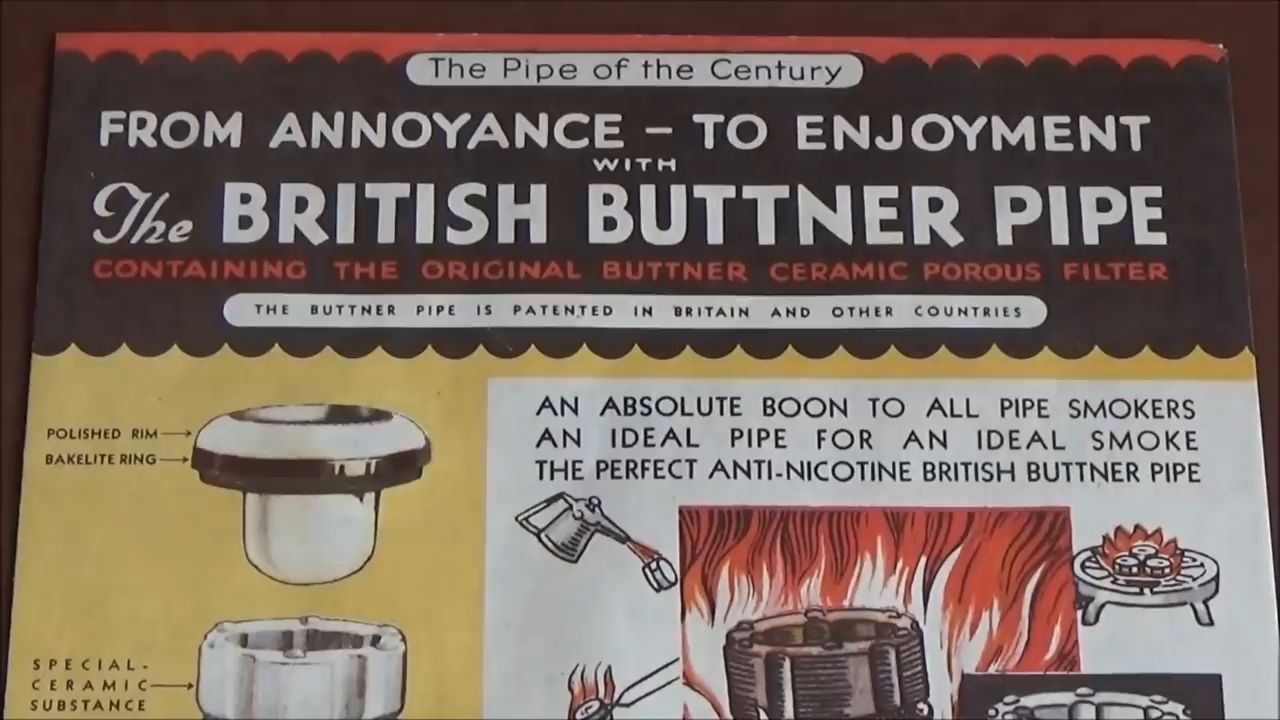 The Pipe of the Century
FROM ANNOYANCE – TO ENJOYMENT
WITH
The BRITISH BUTTNER PIPE
CONTAINING THE ORIGINAL BUTTNER CERAMIC POROUS FILTER
THE BUTTNER PIPE IS PATENTED IN BRITAIN AND OTHER COUNTRIES
POLISHED RIM
BAKELITE RING
SPECIAL-
CERAMIC
SUBSTANCE
AN ABSOLUTE BOON TO ALL PIPE SMOKERS
AN IDEAL PIPE FOR AN IDEAL SMOKE
THE PERFECT ANTI-NICOTINE BRITISH BUTTNER PIPE